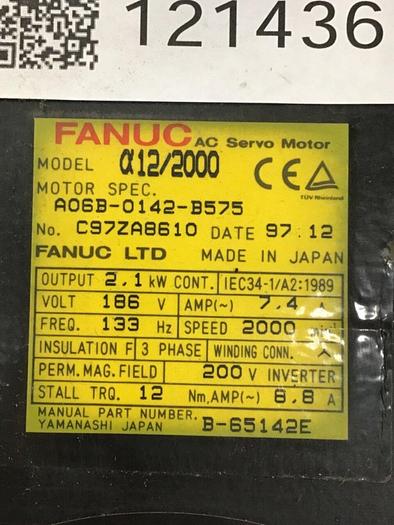 121436
FANUC AC Servo Motor
MODEL α12/2000
MOTOR SPEC.
A06B-0142-B575
CE TÜV Rheinland
No. C97ZA8610 DATE 97.12
FANUC LTD MADE IN JAPAN
OUTPUT 2.1 kW CONT. IEC34-1/A2:1989
VOLT 186 V AMP(~) 7.4 A
FREQ. 133 Hz SPEED 2000
INSULATION F 3 PHASE WINDING CONN. ⅄
PERM. MAG. FIELD 200 V INVERTER
STALL TRQ. 12 Nm, AMP(~) 8.8 A
MANUAL PART NUMBER.
YAMANASHI JAPAN B-65142E